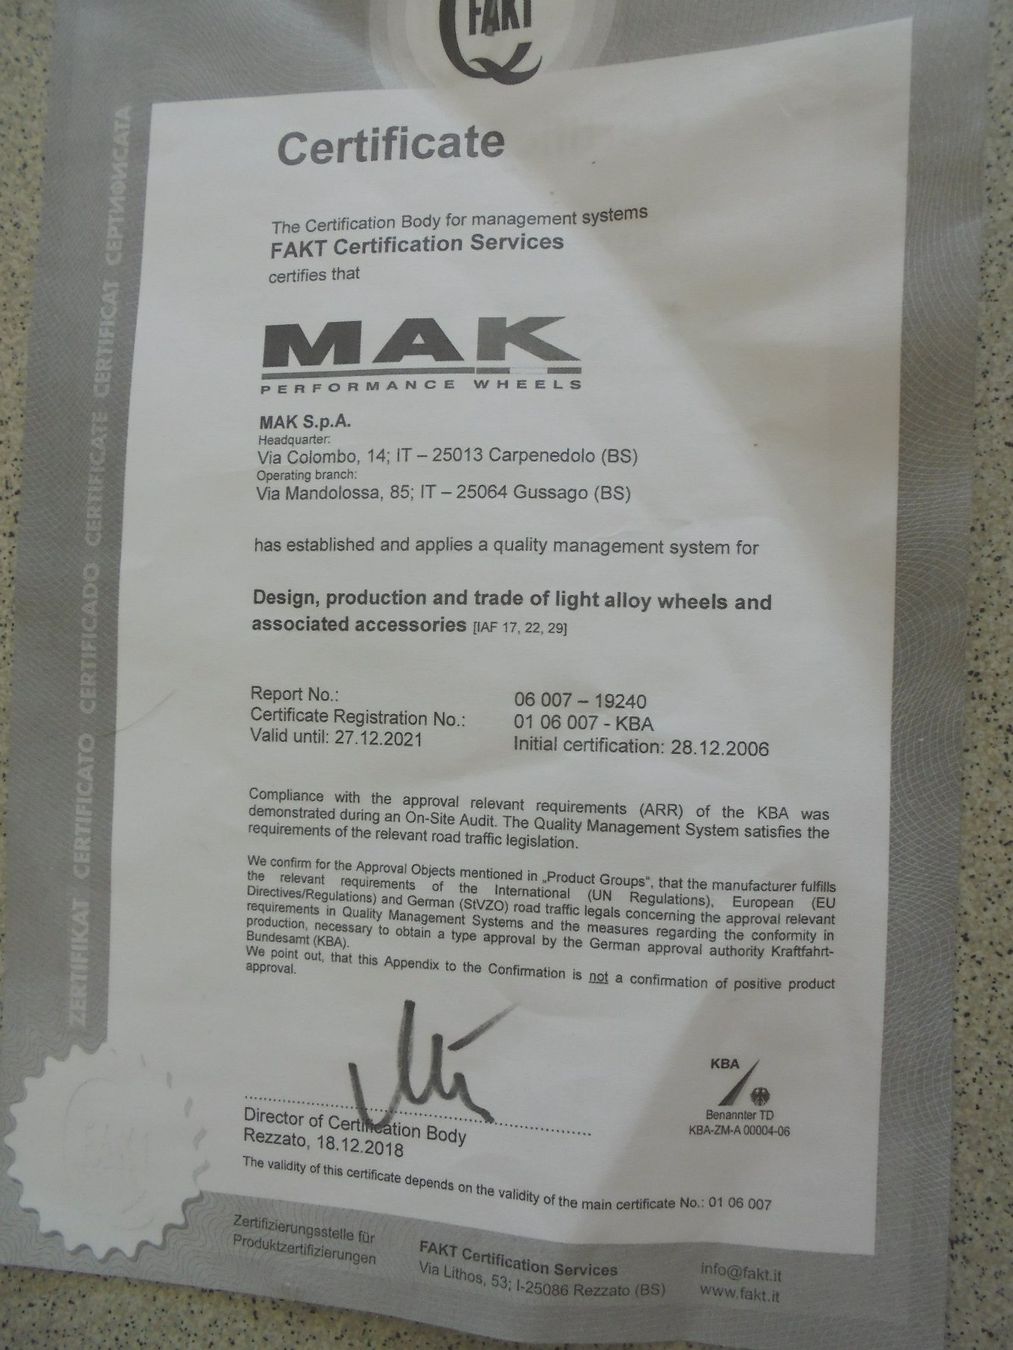 FAKT
Certificate
The Certification Body for management systems
FAKT Certification Services
certifies that
MAK
PERFORMANCE WHEELS
MAK S.p.A.
Headquarter:
Via Colombo, 14; IT – 25013 Carpenedolo (BS)
Operating branch:
Via Mandolossa, 85; IT – 25064 Gussago (BS)
has established and applies a quality management system for
Design, production and trade of light alloy wheels and
associated accessories [IAF 17, 22, 29]
Report No.: 06 007 – 19240
Certificate Registration No.: 01 06 007 - KBA
Valid until: 27.12.2021 Initial certification: 28.12.2006
Compliance with the approval relevant requirements (ARR) of the KBA was
demonstrated during an On-Site Audit. The Quality Management System satisfies the
requirements of the relevant road traffic legislation.
We confirm for the Approval Objects mentioned in „Product Groups“, that the manufacturer fulfills
the relevant requirements of the International (UN Regulations), European (EU
Directives/Regulations) and German (StVZO) road traffic legals concerning the approval relevant
requirements in Quality Management Systems and the measures regarding the conformity in
production, necessary to obtain a type approval by the German approval authority Kraftfahrt-
Bundesamt (KBA).
We point out, that this Appendix to the Confirmation is not a confirmation of positive product
approval.
Director of Certification Body
Rezzato, 18.12.2018
KBA
Benannter TD
KBA-ZM-A 00004-06
The validity of this certificate depends on the validity of the main certificate No.: 01 06 007
Zertifizierungsstelle für
Produktzertifizierungen
FAKT Certification Services
Via Lithos, 53; I-25086 Rezzato (BS)
info@fakt.it
www.fakt.it
ZERTIFIKAT CERTIFICATO CERTIFICADO CERTIFICATE CERTIFICAT СЕРТИФИСАТА